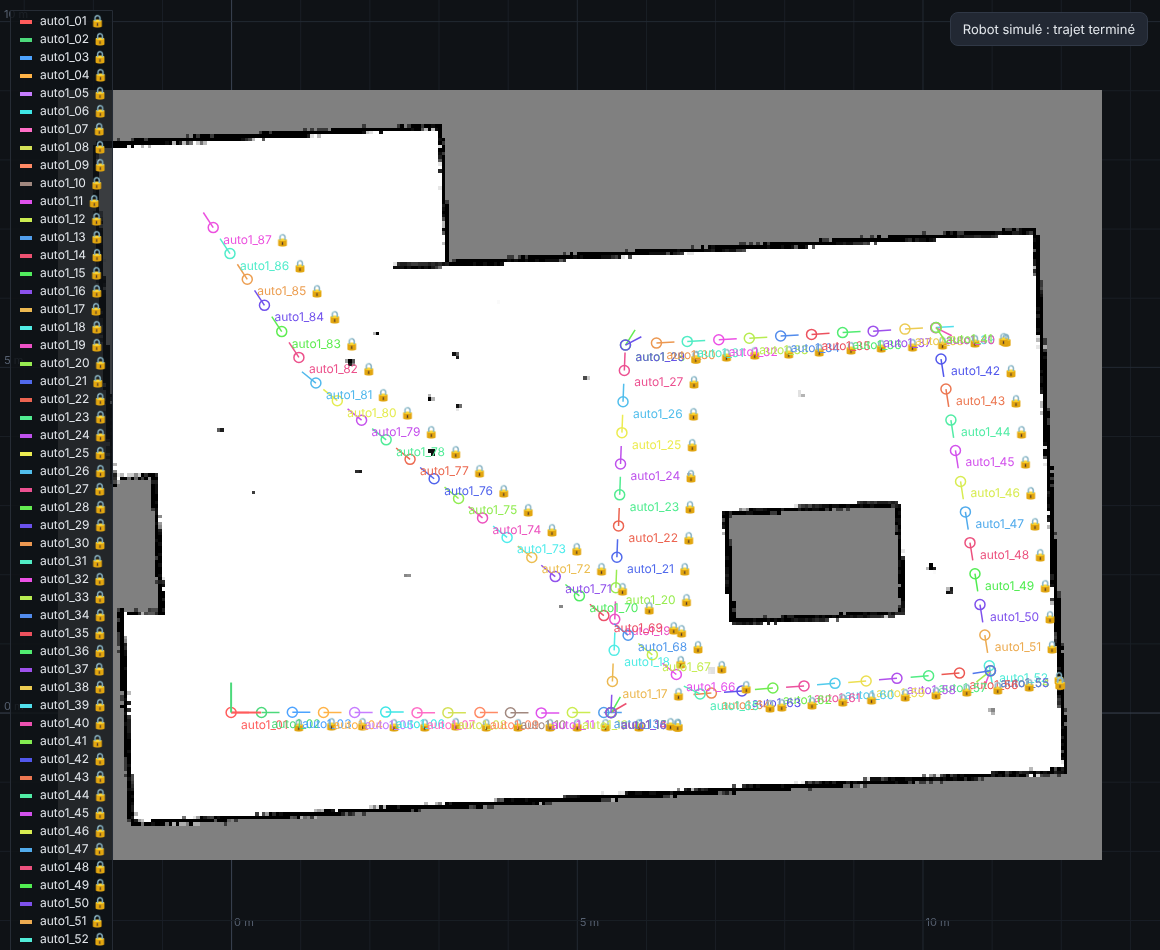 auto1_01
auto1_02
auto1_03
auto1_04
auto1_05
auto1_06
auto1_07
auto1_08
auto1_09
auto1_10
auto1_11
auto1_12
auto1_13
auto1_14
auto1_15
auto1_16
auto1_17
auto1_18
auto1_19
auto1_20
auto1_21
auto1_22
auto1_23
auto1_24
auto1_25
auto1_26
auto1_27
auto1_28
auto1_29
auto1_30
auto1_31
auto1_32
auto1_33
auto1_34
auto1_35
auto1_36
auto1_37
auto1_38
auto1_39
auto1_40
auto1_41
auto1_42
auto1_43
auto1_44
auto1_45
auto1_46
auto1_47
auto1_48
auto1_49
auto1_50
auto1_51
auto1_52
Robot simulé : trajet terminé
auto1_87
auto1_86
auto1_85
auto1_84
auto1_83
auto1_82
auto1_81
auto1_80
auto1_79
auto1_78
auto1_77
auto1_76
auto1_75
auto1_74
auto1_73
auto1_72
auto1_71
auto1_70
auto1_69
auto1_68
auto1_67
auto1_66
auto1_27
auto1_26
auto1_25
auto1_24
auto1_23
auto1_22
auto1_21
auto1_20
auto1_18
auto1_17
auto1_42
auto1_43
auto1_44
auto1_45
auto1_46
auto1_47
auto1_48
auto1_49
auto1_50
auto1_51
0 m
5 m
10 m